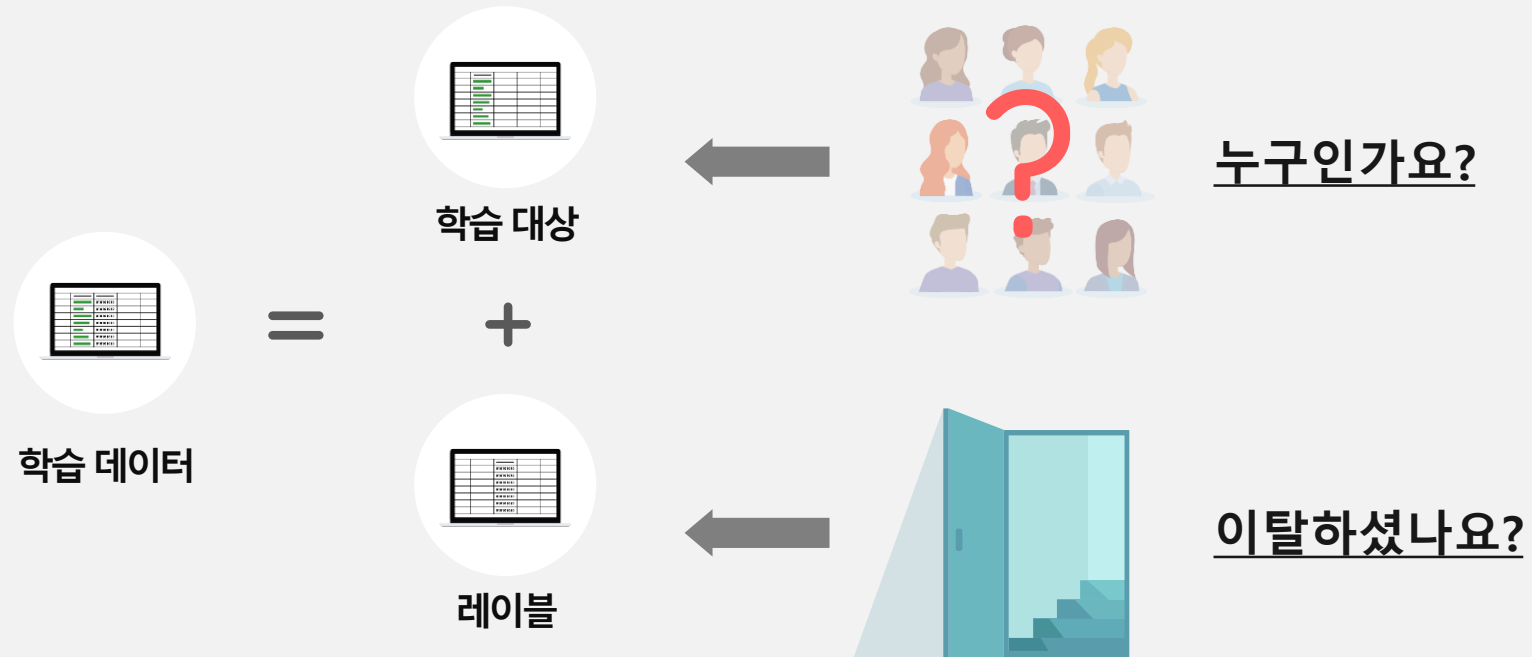 학습 대상
누구인가요?
학습 데이터
레이블
이탈하셨나요?